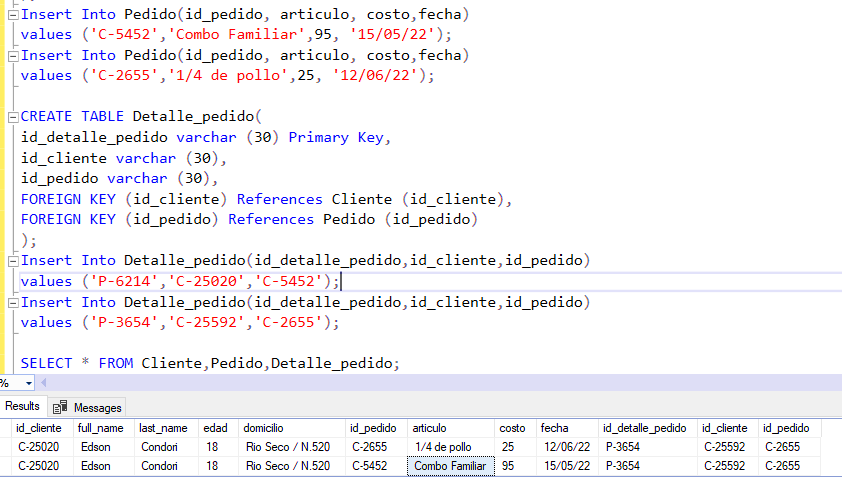 Insert Into Pedido(id_pedido, articulo, costo,fecha)
values ('C-5452','Combo Familiar',95, '15/05/22');
Insert Into Pedido(id_pedido, articulo, costo,fecha)
values ('C-2655','1/4 de pollo',25, '12/06/22');
CREATE TABLE Detalle_pedido(
id_detalle_pedido varchar (30) Primary Key,
id_cliente varchar (30),
id_pedido varchar (30),
FOREIGN KEY (id_cliente) References Cliente (id_cliente),
FOREIGN KEY (id_pedido) References Pedido (id_pedido)
);
Insert Into Detalle_pedido(id_detalle_pedido,id_cliente,id_pedido)
values ('P-6214','C-25020','C-5452');
Insert Into Detalle_pedido(id_detalle_pedido,id_cliente,id_pedido)
values ('P-3654','C-25592','C-2655');
SELECT * FROM Cliente,Pedido,Detalle_pedido;
%
Results Messages
id_cliente full_name last_name edad domicilio id_pedido articulo costo fecha id_detalle_pedido id_cliente id_pedido
C-25020 Edson Condori 18 Rio Seco / N.520 C-2655 1/4 de pollo 25 12/06/22 P-3654 C-25592 C-2655
C-25020 Edson Condori 18 Rio Seco / N.520 C-5452 Combo Familiar 95 15/05/22 P-3654 C-25592 C-2655